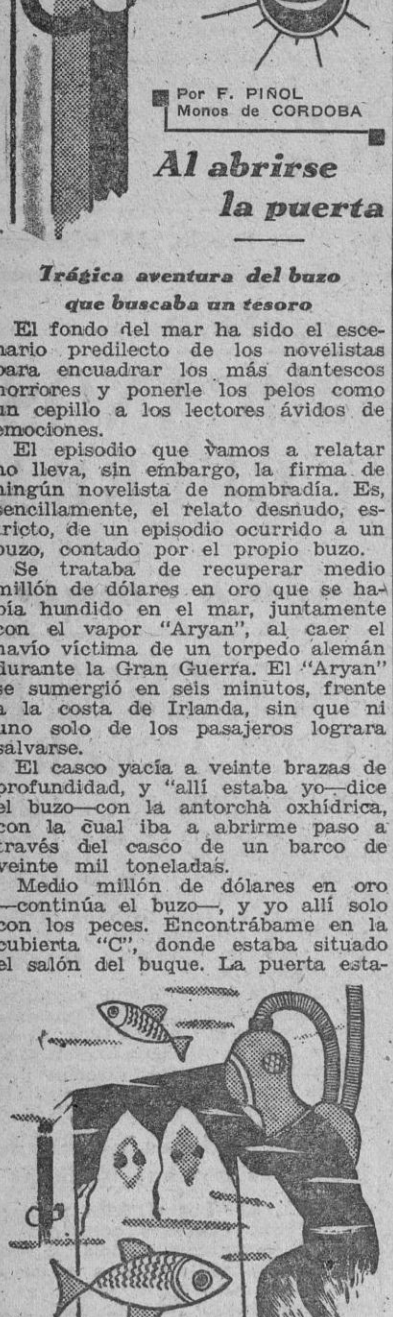 Por F. PIÑOL
Monos de CORDOBA
Al abrirse
la puerta
Trágica aventura del buzo
que buscaba un tesoro
El fondo del mar ha sido el esce-
nario predilecto de los novelistas
para encuadrar los más dantescos
horrores y ponerle los pelos como
un cepillo a los lectores ávidos de
emociones.
El episodio que vamos a relatar
no lleva, sin embargo, la firma de
ningún novelista de nombradía. Es,
sencillamente, el relato desnudo, es-
tricto, de un episodio ocurrido a un
buzo, contado por el propio buzo.
Se trataba de recuperar medio
millón de dólares en oro que se ha-
bía hundido en el mar, juntamente
con el vapor "Aryan", al caer el
navío víctima de un torpedo alemán
durante la Gran Guerra. El "Aryan"
se sumergió en seis minutos, frente
a la costa de Irlanda, sin que ni
uno solo de los pasajeros lograra
salvarse.
El casco yacía a veinte brazas de
profundidad, y "allí estaba yo—dice
el buzo—con la antorcha oxhídrica,
con la cual iba a abrirme paso a
través del casco de un barco de
veinte mil toneladas.
Medio millón de dólares en oro
—continúa el buzo—, y yo allí solo
con los peces. Encontrábame en la
cubierta "C", donde estaba situado
el salón del buque. La puerta esta-